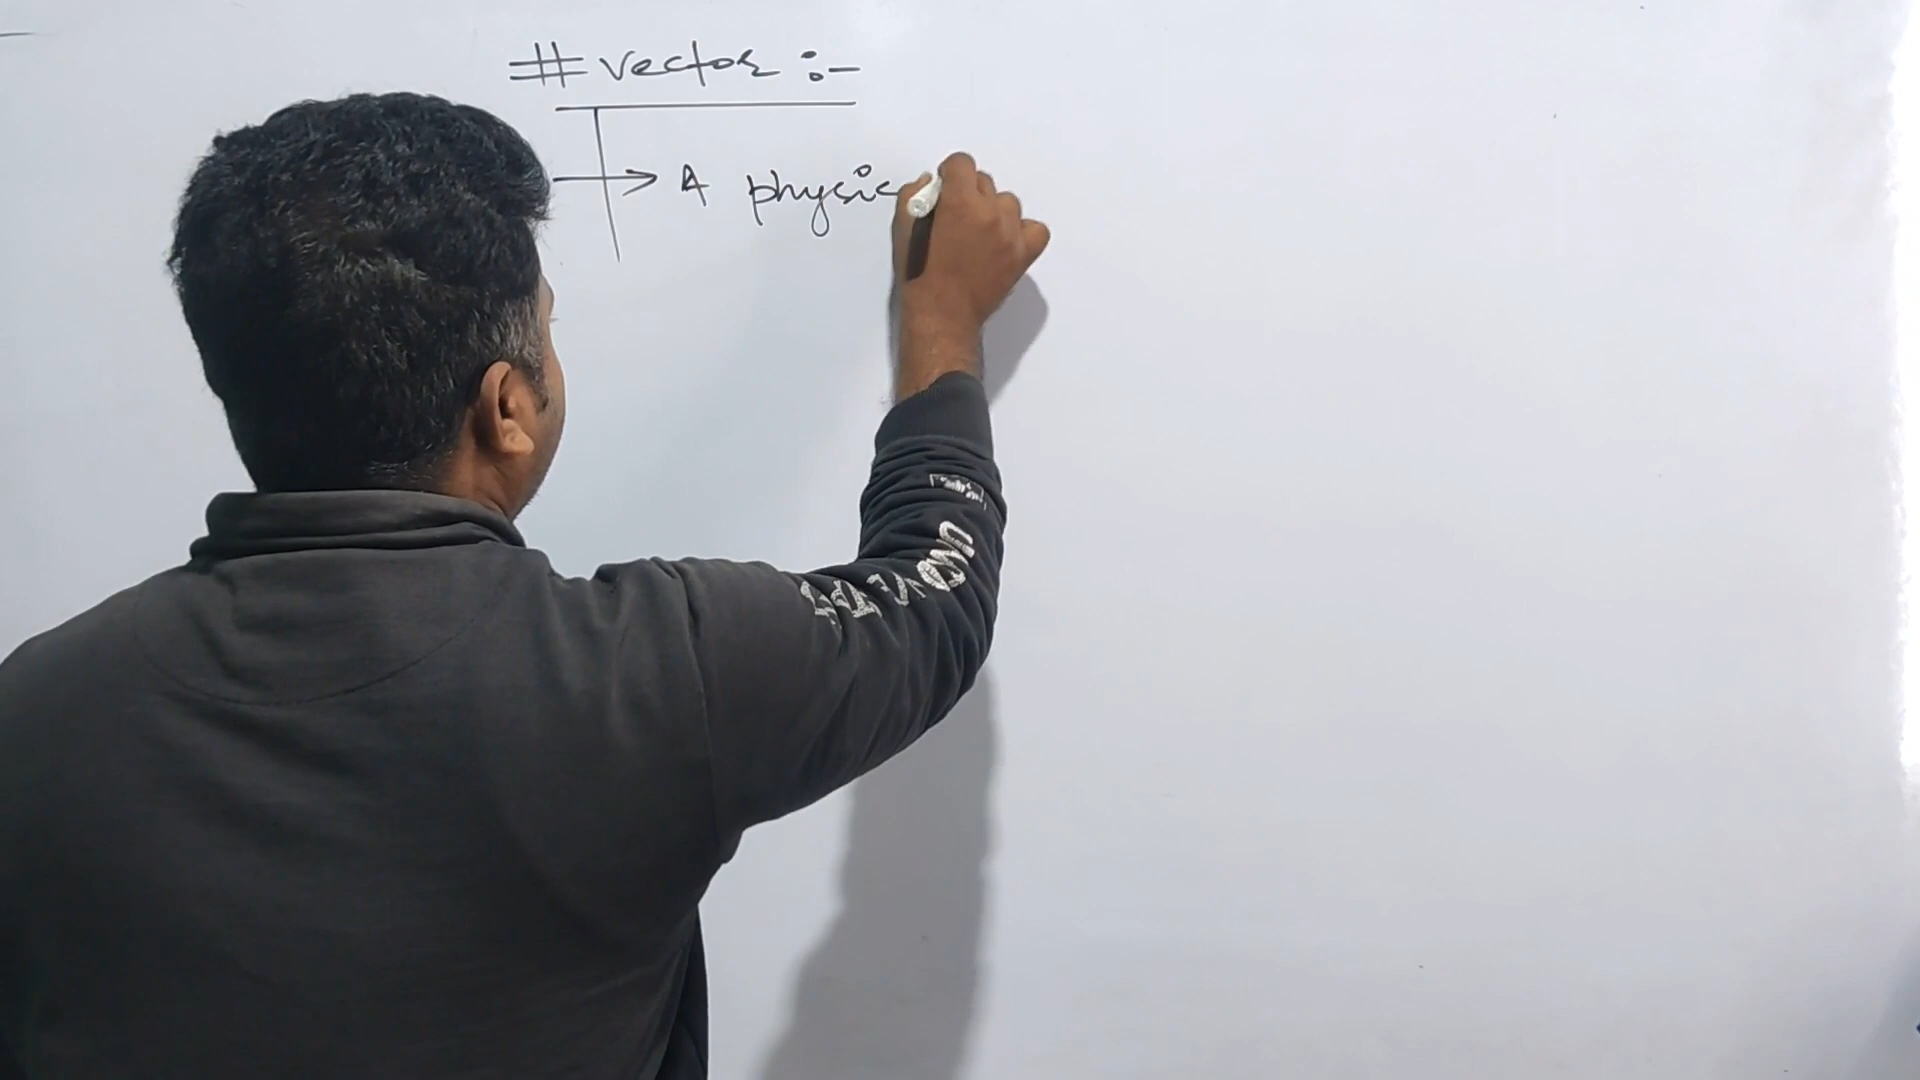 # vector :-
→ A physic